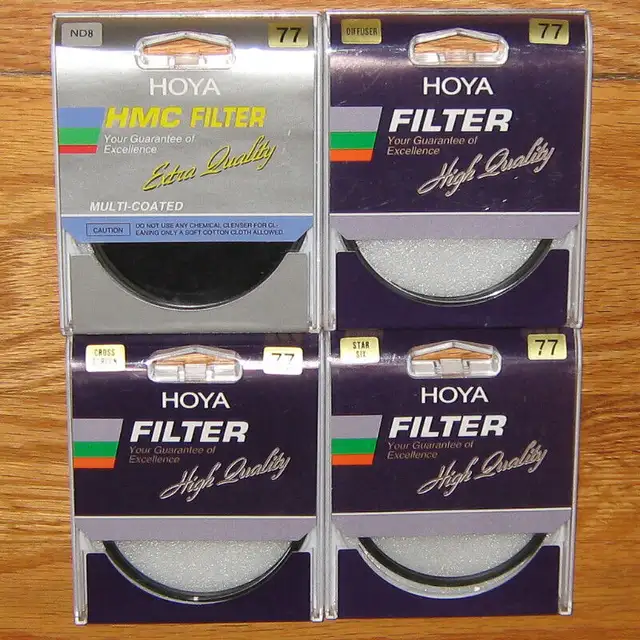 ND8
77
HOYA
HMC FILTER
Your Guarantee of
Excellence
Extra Quality
MULTI-COATED
CAUTION
DO NOT USE ANY CHEMICAL CLENSER FOR CL-
EANING ONLY A SOFT COTTON CLOTH ALLOWED.
DIFFUSER
77
HOYA
FILTER
Your Guarantee of
Excellence
High Quality
CROSS
SCREEN
77
HOYA
FILTER
Your Guarantee of
Excellence
High Quality
STAR
SIX
77
HOYA
FILTER
Your Guarantee of
Excellence
High Quality